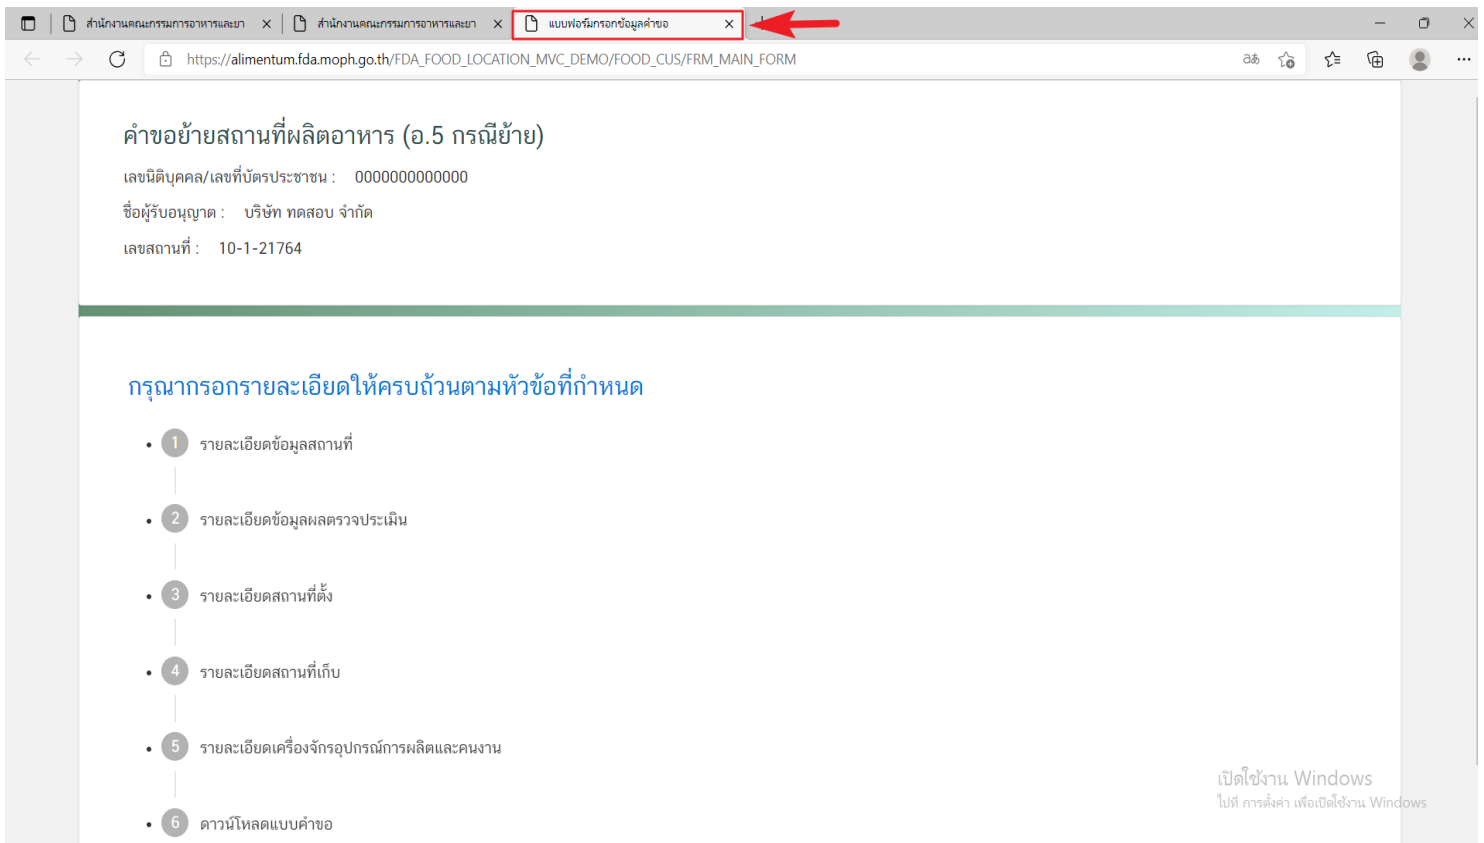 สำนักงานคณะกรรมการอาหารและยา
สำนักงานคณะกรรมการอาหารและยา
แบบฟอร์มกรอกข้อมูลคำขอ
https://alimentum.fda.moph.go.th/FDA_FOOD_LOCATION_MVC_DEMO/FOOD_CUS/FRM_MAIN_FORM
คำขอย้ายสถานที่ผลิตอาหาร (อ.5 กรณีย้าย)
เลขนิติบุคคล/เลขที่บัตรประชาชน : 0000000000000
ชื่อผู้รับอนุญาต : บริษัท ทดสอบ จำกัด
เลขสถานที่ : 10-1-21764
กรุณากรอกรายละเอียดให้ครบถ้วนตามหัวข้อที่กำหนด
1 รายละเอียดข้อมูลสถานที่
2 รายละเอียดข้อมูลผลตรวจประเมิน
3 รายละเอียดสถานที่ตั้ง
4 รายละเอียดสถานที่เก็บ
5 รายละเอียดเครื่องจักรอุปกรณ์การผลิตและคนงาน
6 ดาวน์โหลดแบบคำขอ
เปิดใช้งาน Windows
ไปที่ การตั้งค่า เพื่อเปิดใช้งาน Windows